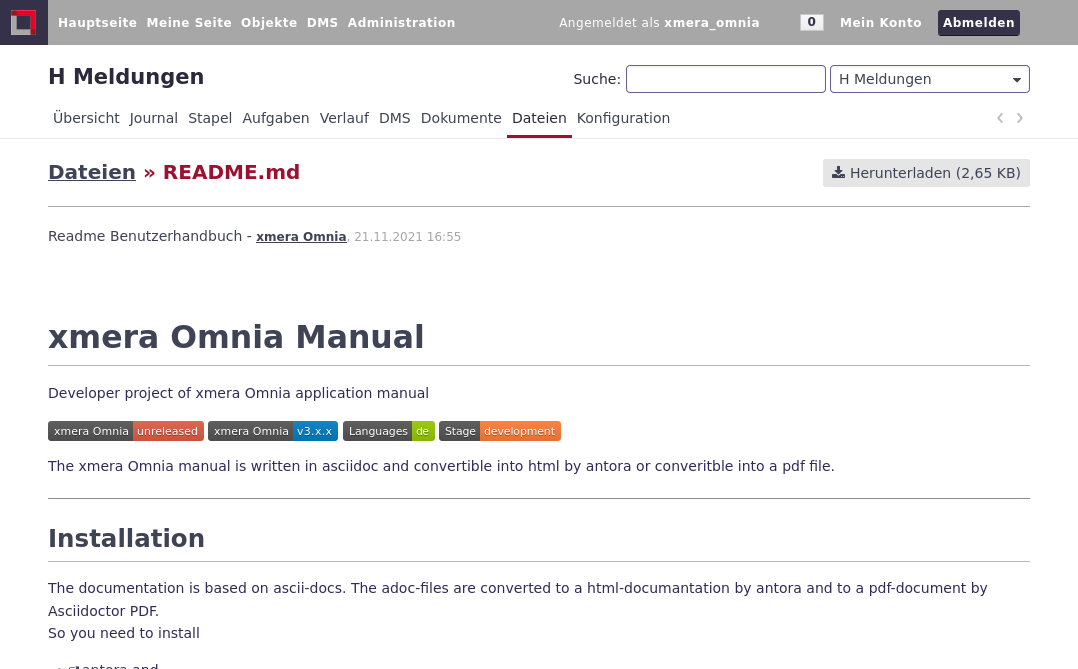 Hauptseite Meine Seite Objekte DMS Administration Angemeldet als xmera_omnia 0 Mein Konto Abmelden
H Meldungen Suche: H Meldungen
Übersicht Journal Stapel Aufgaben Verlauf DMS Dokumente Dateien Konfiguration
Dateien » README.md Herunterladen (2,65 KB)
Readme Benutzerhandbuch - xmera Omnia, 21.11.2021 16:55
xmera Omnia Manual
Developer project of xmera Omnia application manual
xmera Omnia unreleased xmera Omnia v3.x.x Languages de Stage development
The xmera Omnia manual is written in asciidoc and convertible into html by antora or converitble into a pdf file.
Installation
The documentation is based on ascii-docs. The adoc-files are converted to a html-documantation by antora and to a pdf-document by
Asciidoctor PDF.
So you need to install
antora and